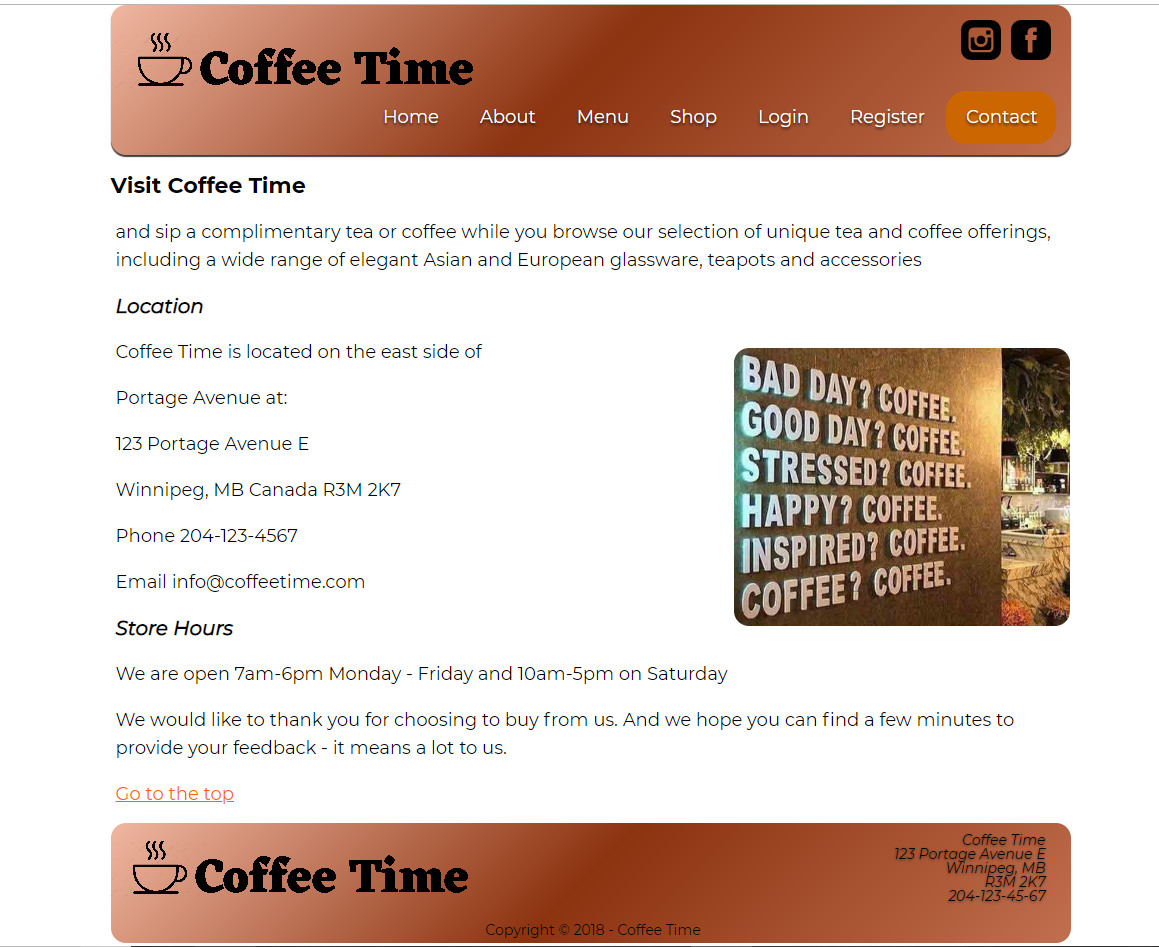 Coffee Time
Home About Menu Shop Login Register Contact
Visit Coffee Time
and sip a complimentary tea or coffee while you browse our selection of unique tea and coffee offerings,
including a wide range of elegant Asian and European glassware, teapots and accessories
Location
Coffee Time is located on the east side of
Portage Avenue at:
123 Portage Avenue E
Winnipeg, MB Canada R3M 2K7
Phone 204-123-4567
Email info@coffeetime.com
BAD DAY? COFFEE.
GOOD DAY? COFFEE.
STRESSED? COFFEE.
HAPPY? COFFEE.
INSPIRED? COFFEE.
COFFEE? COFFEE.
Store Hours
We are open 7am-6pm Monday - Friday and 10am-5pm on Saturday
We would like to thank you for choosing to buy from us. And we hope you can find a few minutes to
provide your feedback - it means a lot to us.
Go to the top
Coffee Time
Coffee Time
123 Portage Avenue E
Winnipeg, MB
R3M 2K7
204-123-45-67
Copyright © 2018 - Coffee Time